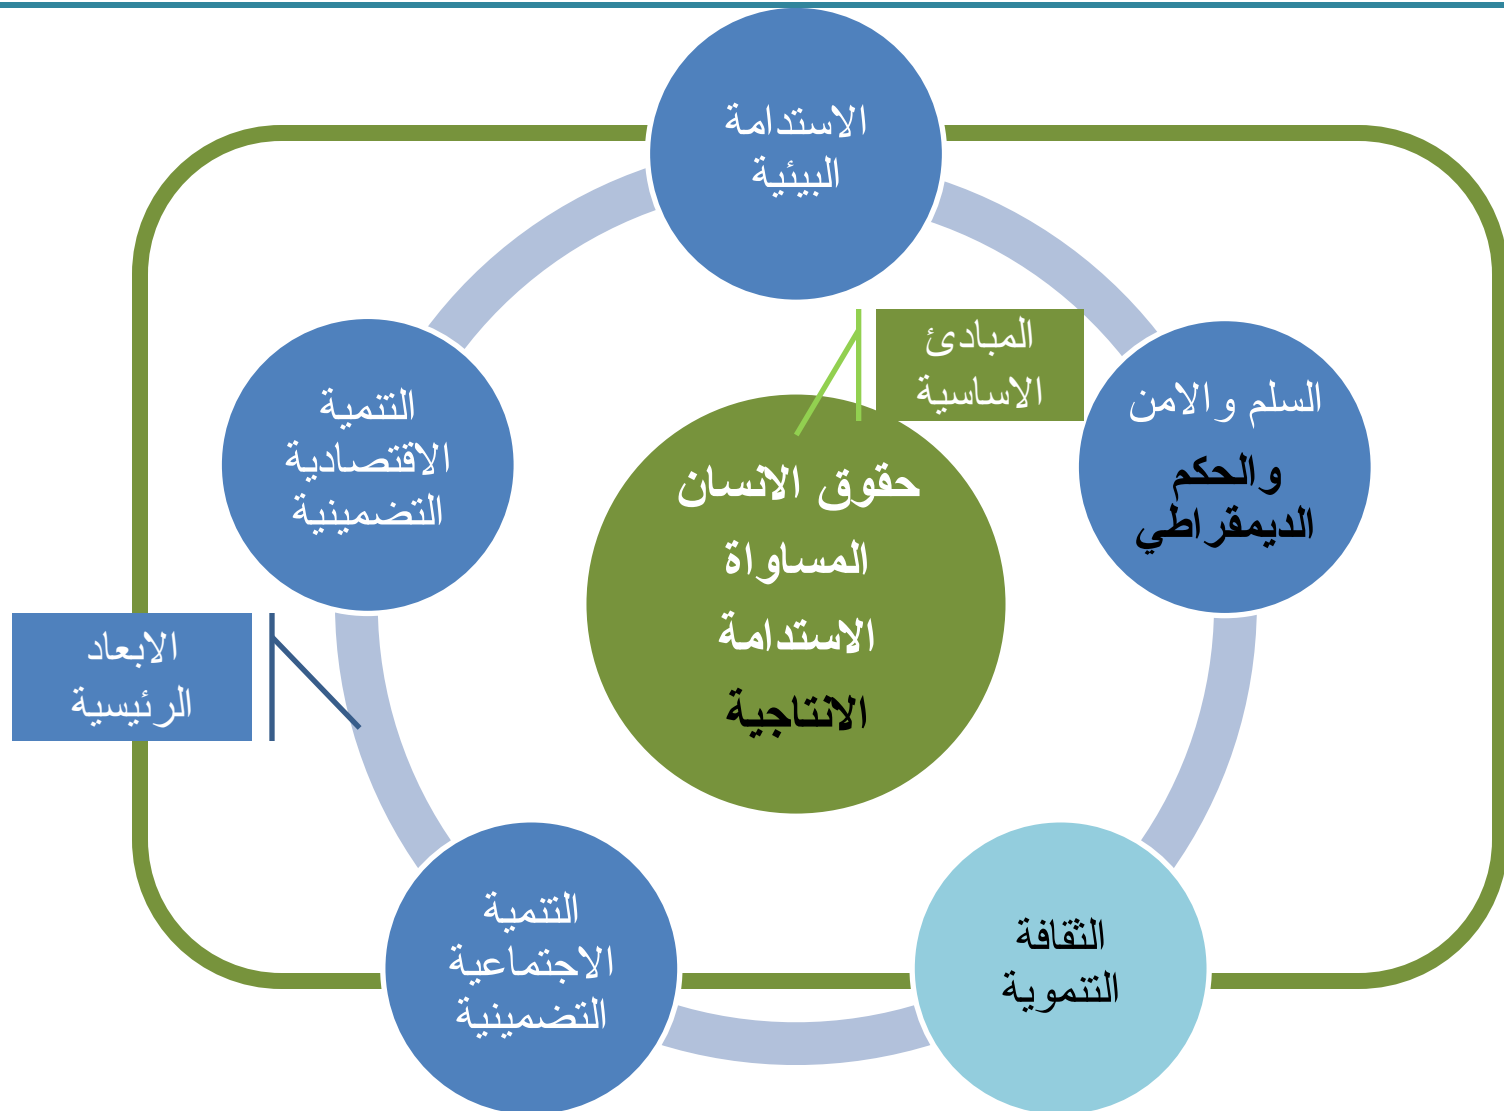 الاستدامة
البيئية
المبادئ
الاساسية
السلم والامن
والحكم
الديمقراطي
التنمية
الاقتصادية
التضمينية
حقوق الانسان
المساواة
الاستدامة
الانتاجية
الابعاد
الرئيسية
الثقافة
التنموية
التنمية
الاجتماعية
التضمينية